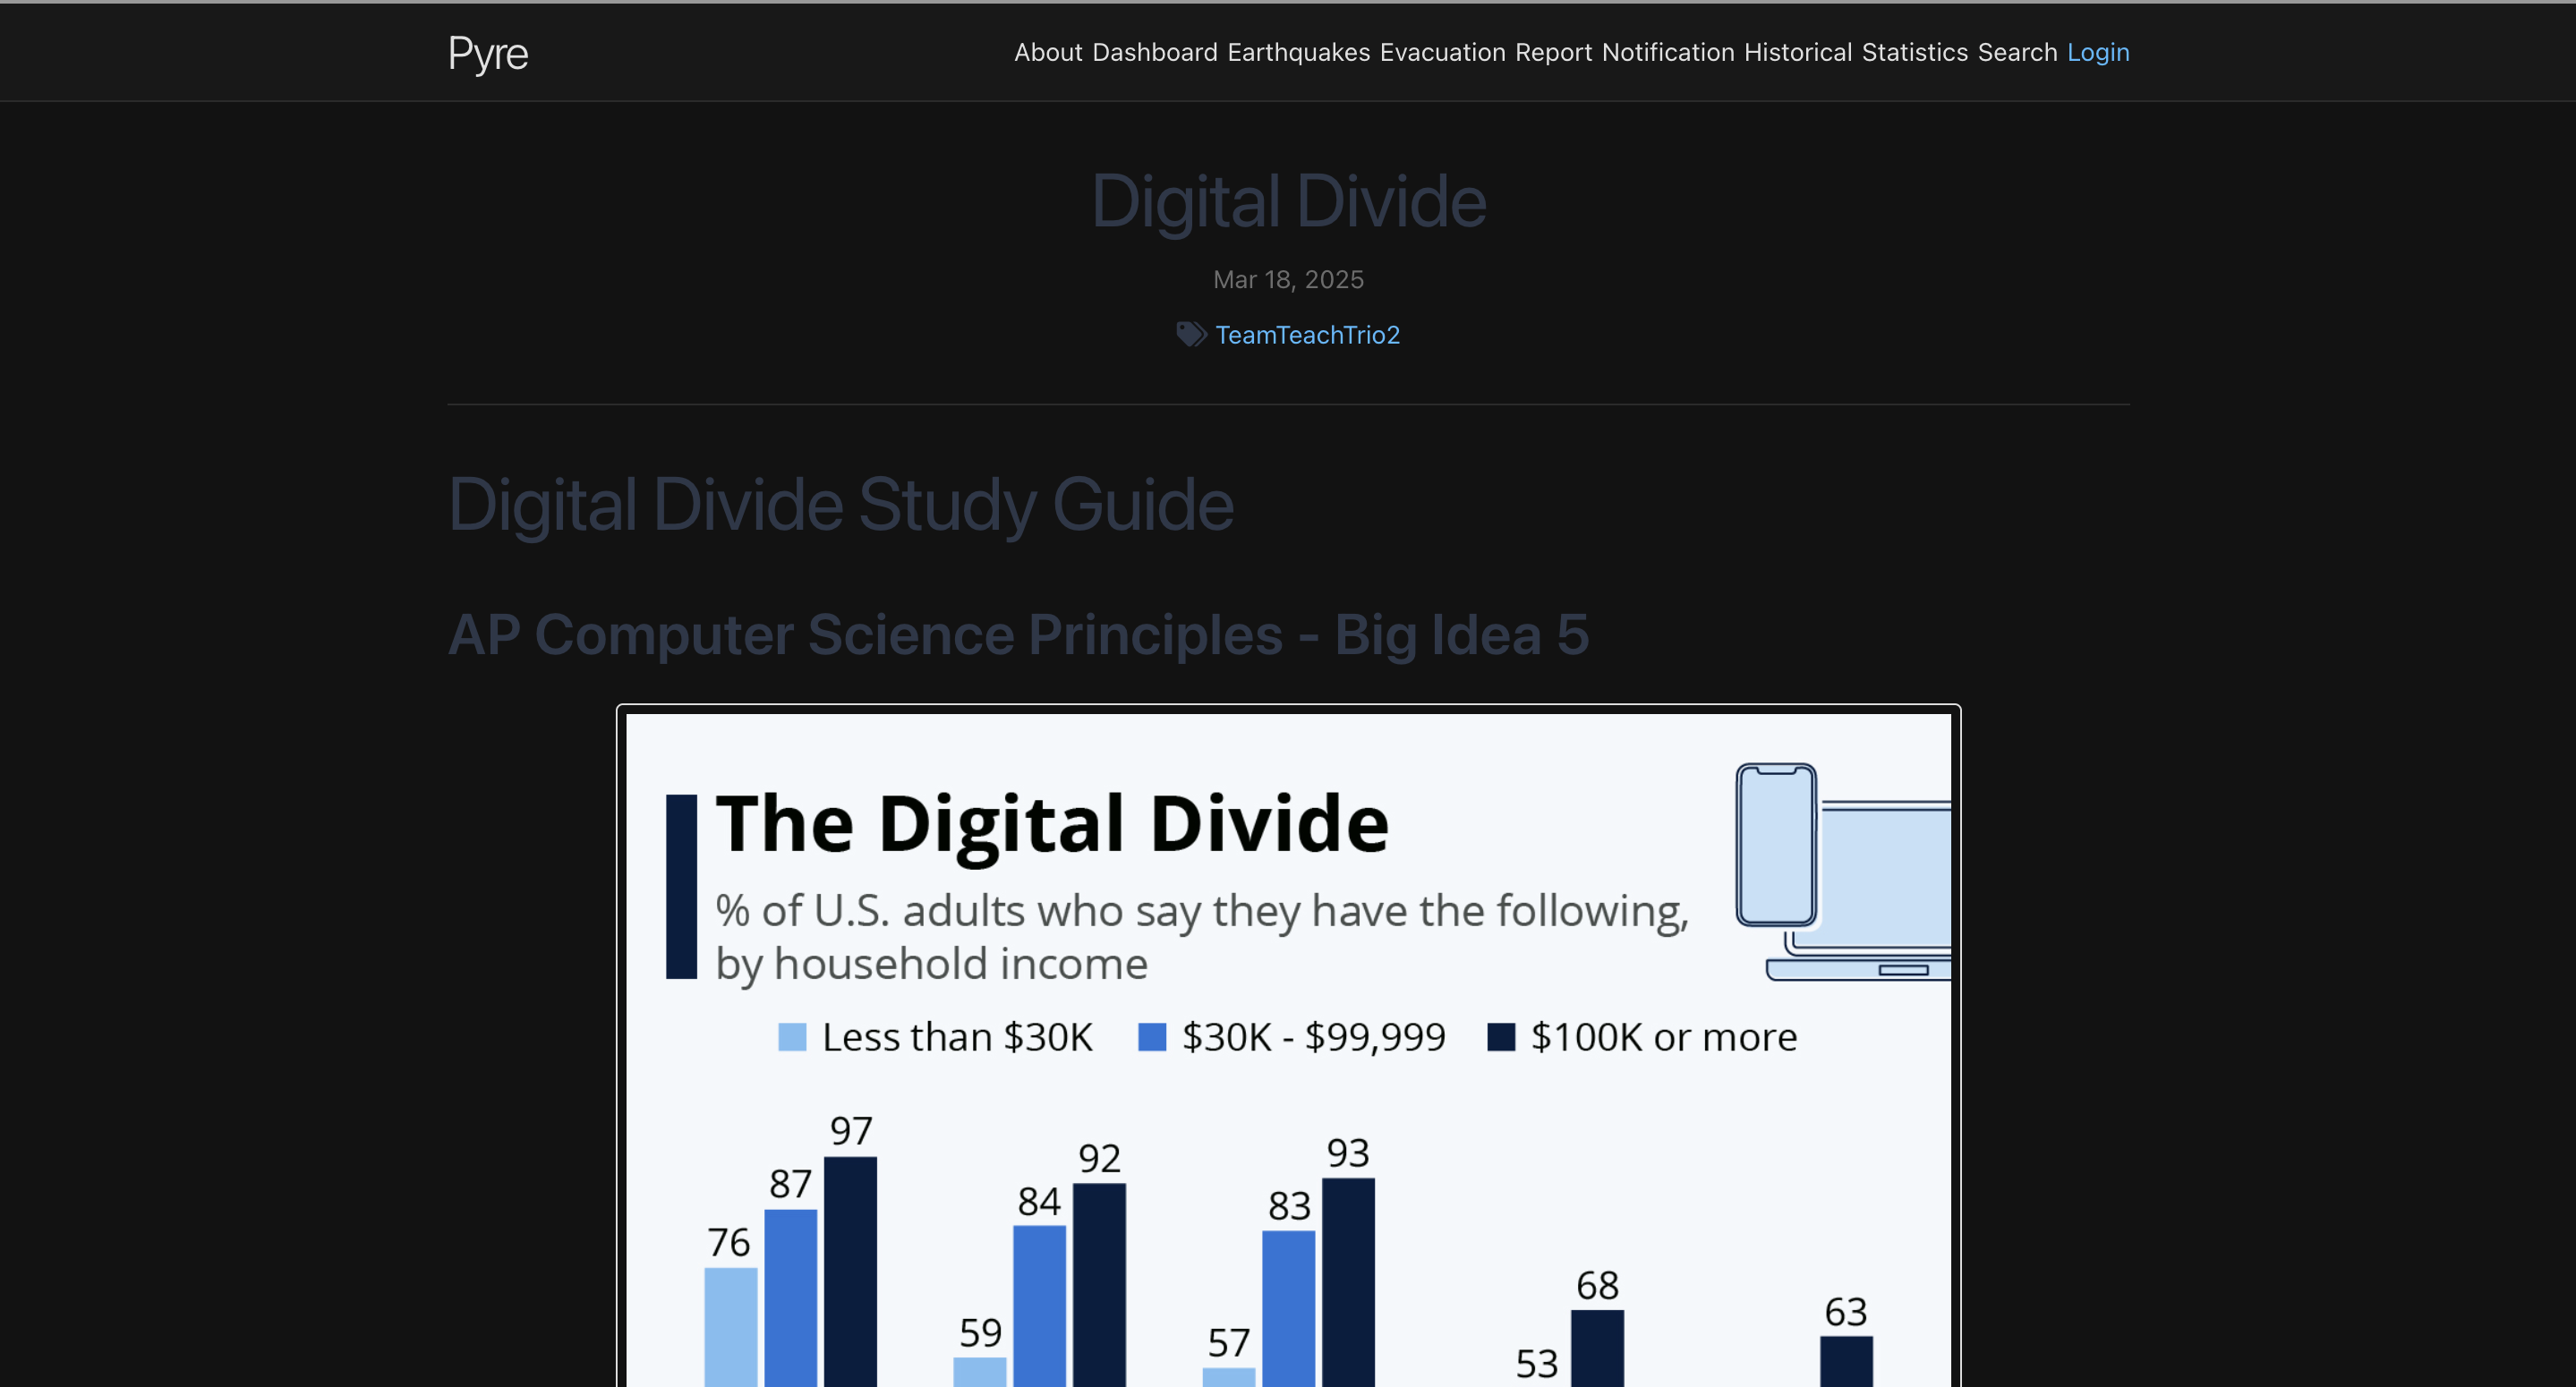 Pyre
About Dashboard Earthquakes Evacuation Report Notification Historical Statistics Search Login
Digital Divide
Mar 18, 2025
TeamTeachTrio2
Digital Divide Study Guide
AP Computer Science Principles - Big Idea 5
The Digital Divide
% of U.S. adults who say they have the following,
by household income
Less than $30K $30K - $99,999 $100K or more
76 87 97
59 84 92
57 83 93
53 68
63